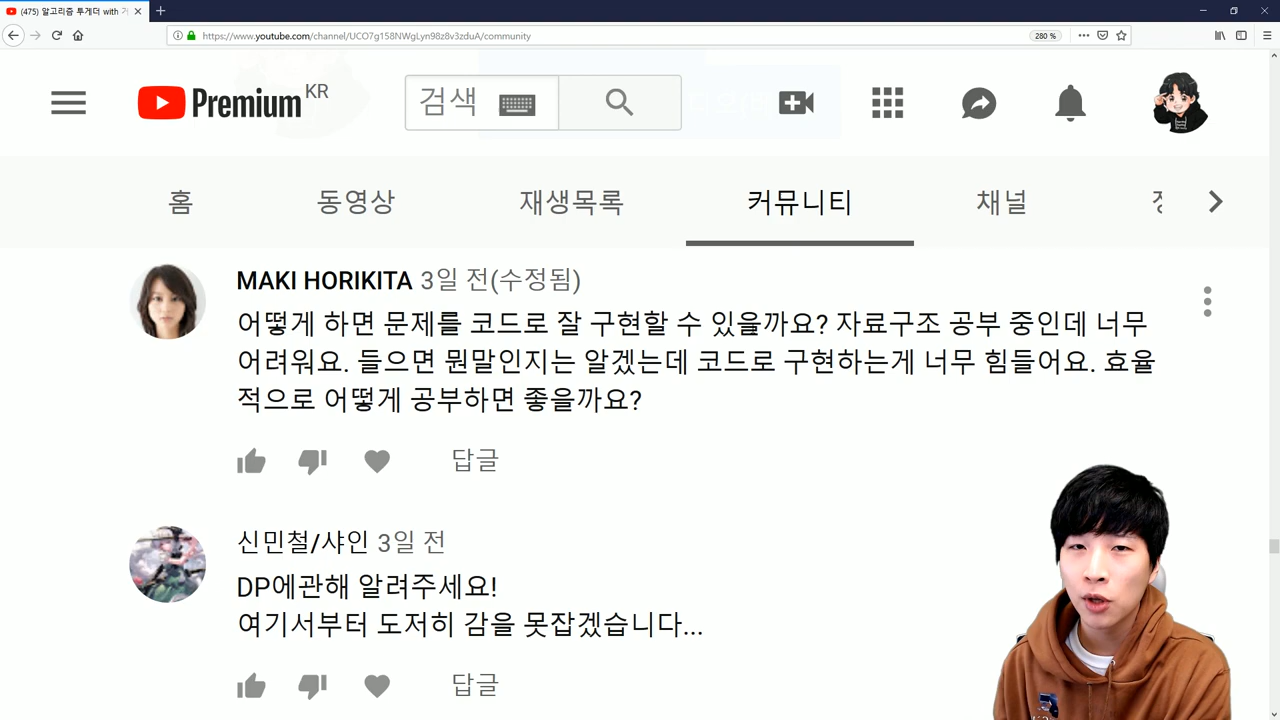 (475) 알고리즘 투게더 with
https://www.youtube.com/channel/UCO7g158NWgLyn98z8v3zduA/community
280 %
Premium KR
검색
홈 동영상 재생목록 커뮤니티 채널
MAKI HORIKITA 3일 전(수정됨)
어떻게 하면 문제를 코드로 잘 구현할 수 있을까요? 자료구조 공부 중인데 너무
어려워요. 들으면 뭔말인지는 알겠는데 코드로 구현하는게 너무 힘들어요. 효율
적으로 어떻게 공부하면 좋을까요?
답글
신민철/샤인 3일 전
DP에관해 알려주세요!
여기서부터 도저히 감을 못잡겠습니다...
답글